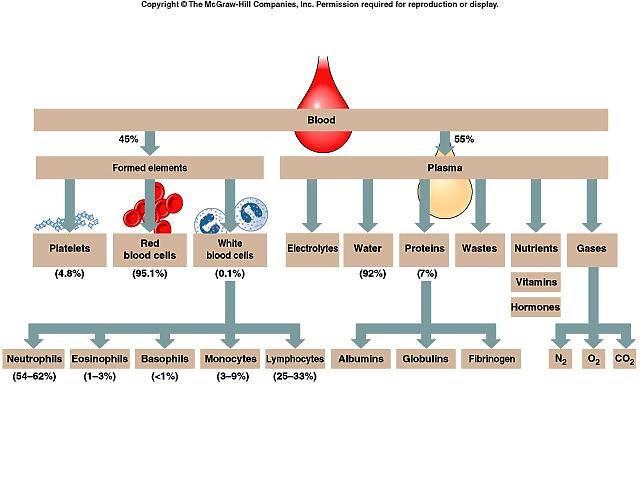 Copyright © The McGraw-Hill Companies, Inc. Permission required for reproduction or display.
Blood
45%
55%
Formed elements
Plasma
Platelets
Red
blood cells
White
blood cells
Electrolytes
Water
Proteins
Wastes
Nutrients
Gases
(4.8%)
(95.1%)
(0.1%)
(92%)
(7%)
Vitamins
Hormones
Neutrophils
Eosinophils
Basophils
Monocytes
Lymphocytes
Albumins
Globulins
Fibrinogen
N₂
O₂
CO₂
(54–62%)
(1–3%)
(<1%)
(3–9%)
(25–33%)